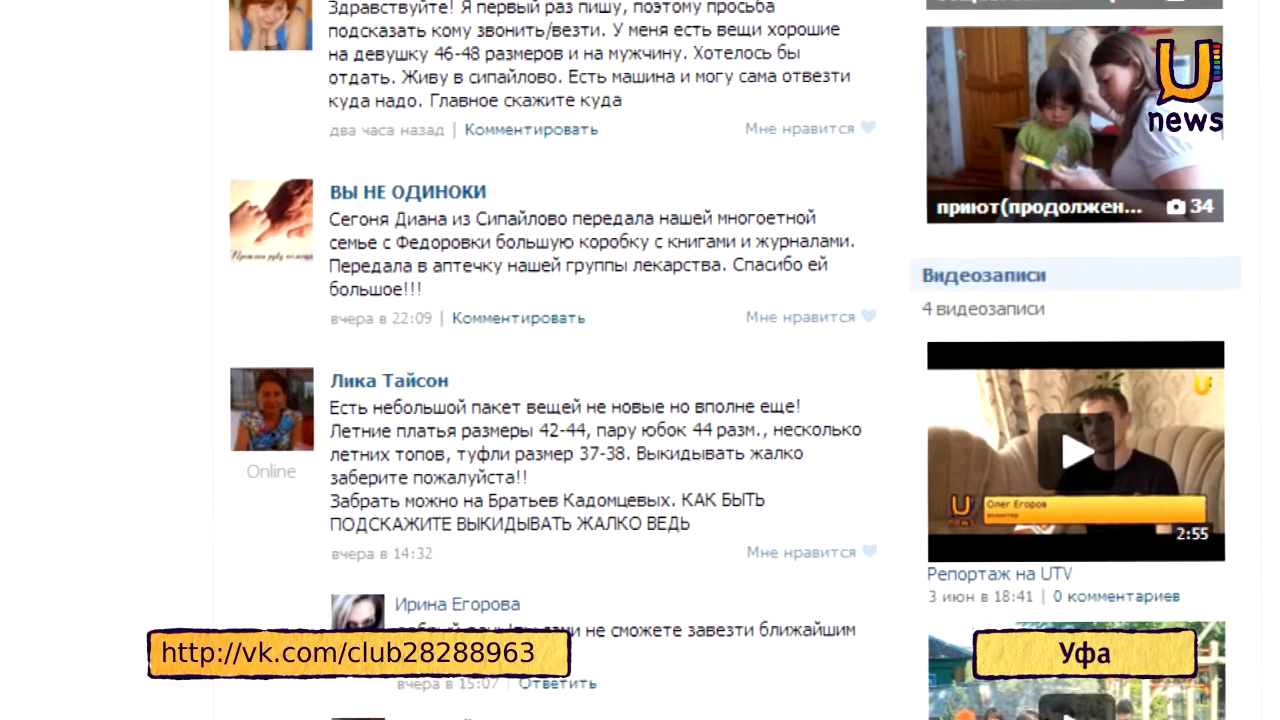 Здравствуйте! Я первый раз пишу, поэтому просьба
подсказать кому звонить/везти. У меня есть вещи хорошие
на девушку 46-48 размеров и на мужчину. Хотелось бы
отдать. Живу в сипайлово. Есть машина и могу сама отвезти
куда надо. Главное скажите куда
два часа назад | Комментировать
Мне нравится
ВЫ НЕ ОДИНОКИ
Сегоня Диана из Сипайлово передала нашей многоетной
семье с Федоровки большую коробку с книгами и журналами.
Передала в аптечку нашей группы лекарства. Спасибо ей
большое!!!
вчера в 22:09 | Комментировать
Мне нравится
Лика Тайсон
Online
Есть небольшой пакет вещей не новые но вполне еще!
Летние платья размеры 42-44, пару юбок 44 разм., несколько
летних топов, туфли размер 37-38. Выкидывать жалко
заберите пожалуйста!!
Забрать можно на Братьев Кадомцевых. КАК БЫТЬ
ПОДСКАЖИТЕ ВЫКИДЫВАТЬ ЖАЛКО ВЕДЬ
вчера в 14:32
Мне нравится
Ирина Егорова
не сможете завезти ближайшим
вчера в 15:07 | Ответить
http://vk.com/club28288963
U
news
приют(продолжен...
34
Видеозаписи
4 видеозаписи
Олег Егоров
волонтер
2:55
Репортаж на UTV
3 июн в 18:41 | 0 комментариев
Уфа